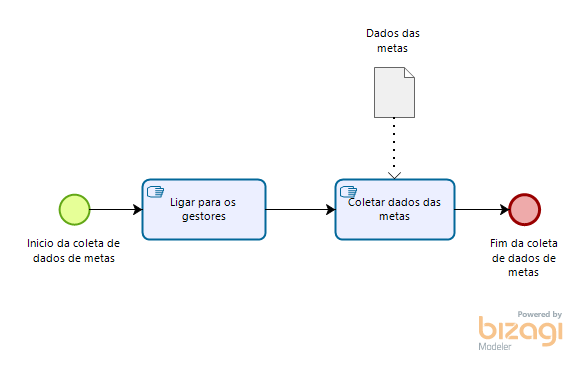 Dados das
metas
Ligar para os
gestores
Coletar dados das
metas
Inicio da coleta de
dados de metas
Fim da coleta
de dados de
metas
Powered by
bizagi
Modeler